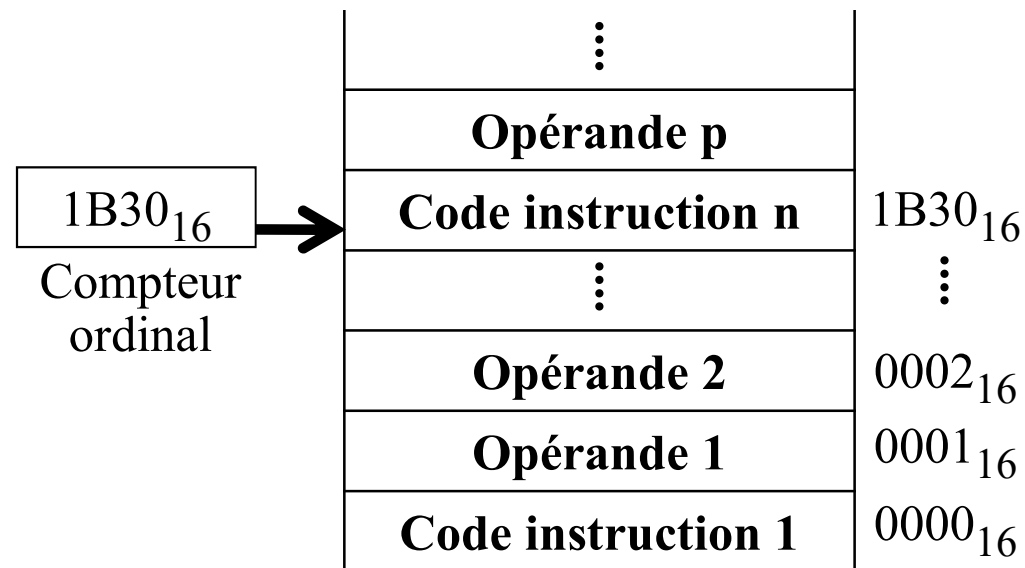 Opérande p
1B30₁₆
Code instruction n
1B30₁₆
Compteur
ordinal
Opérande 2
0002₁₆
Opérande 1
0001₁₆
Code instruction 1
0000₁₆